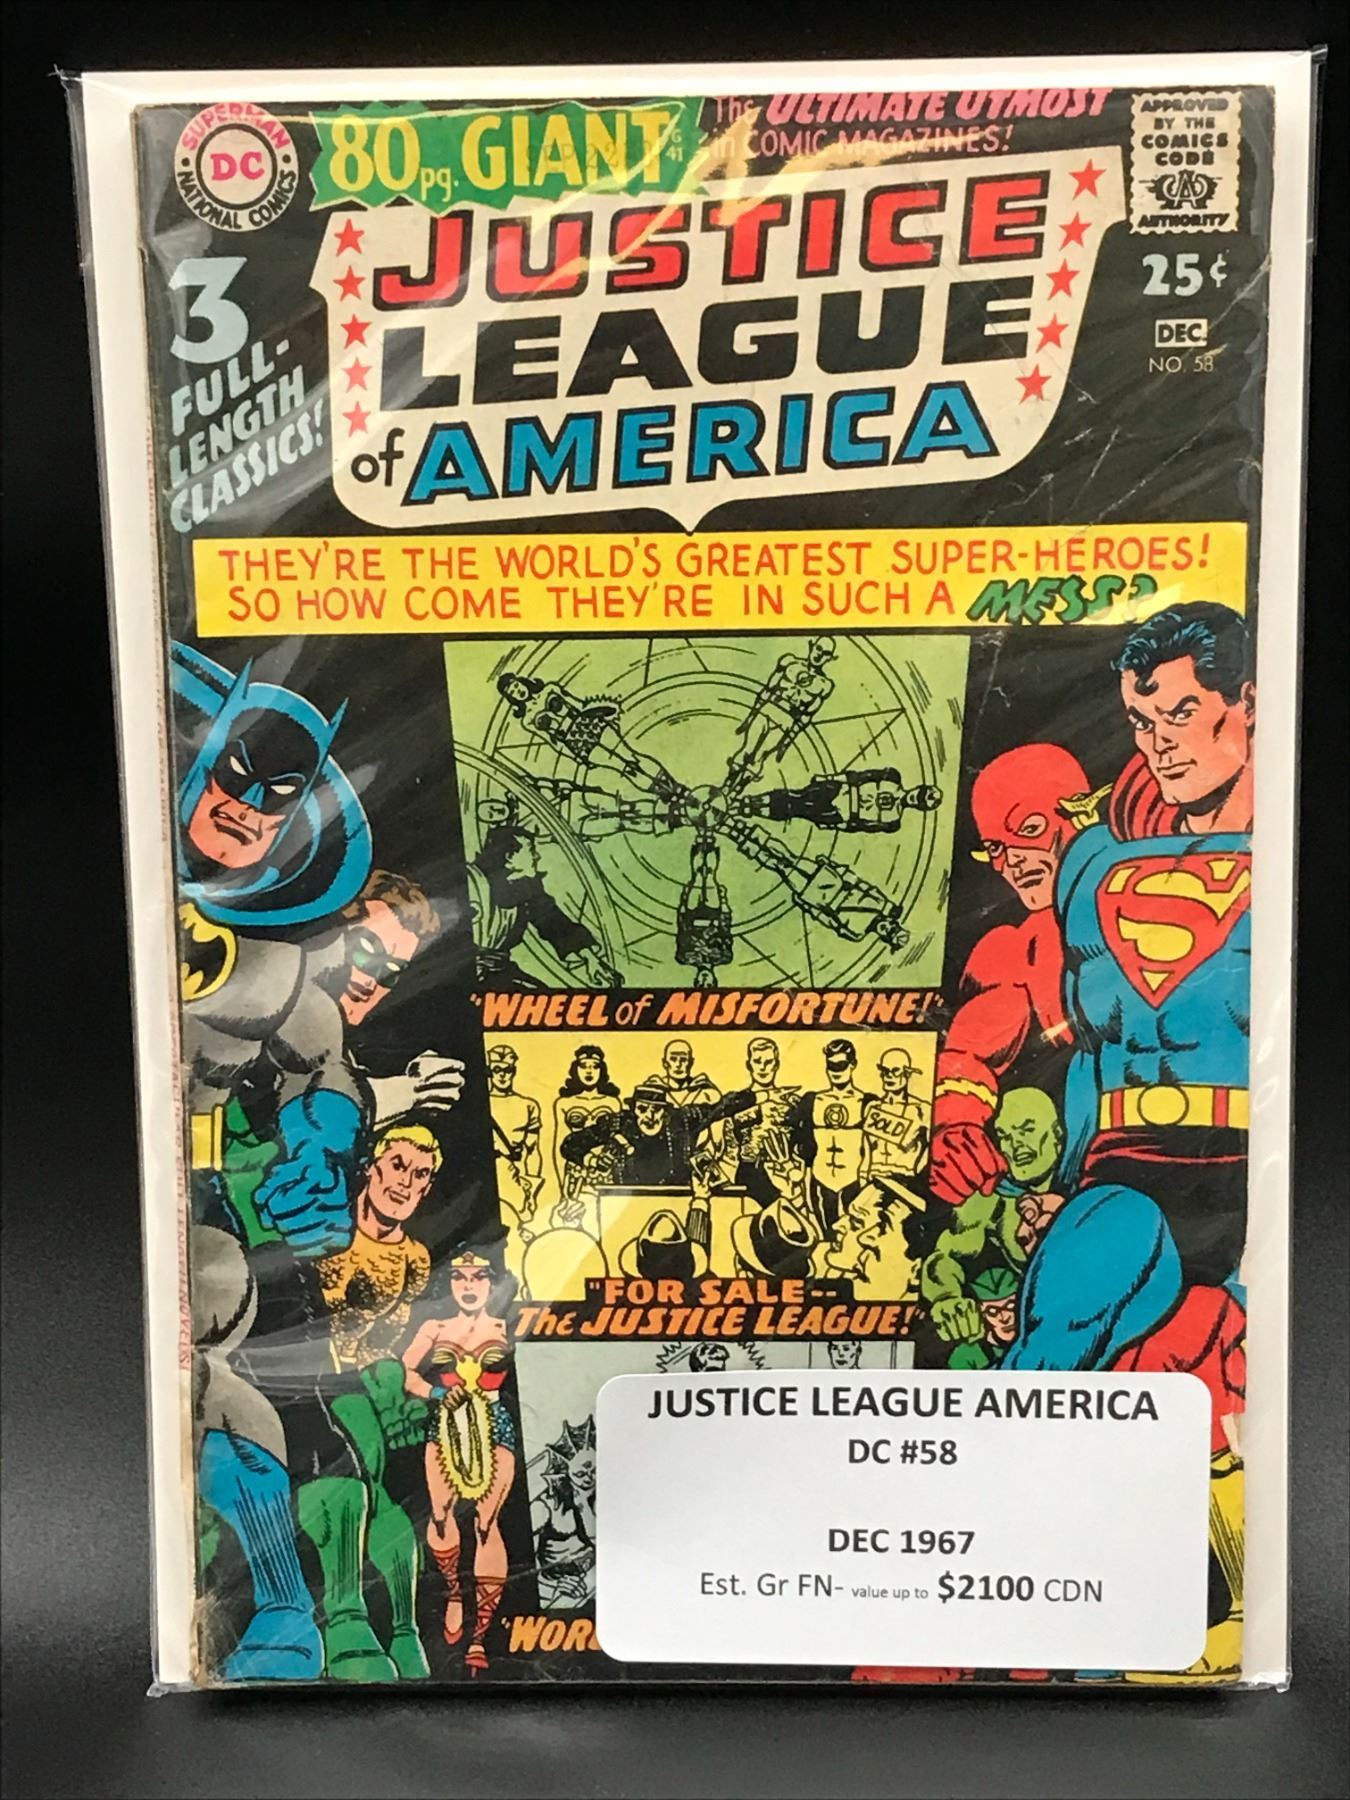 SUPERMAN
DC
NATIONAL COMICS
80pg. GIANT
G
41
The ULTIMATE UTMOST
in COMIC MAGAZINES!
APPROVED
BY THE
COMICS
CODE
AUTHORITY
JUSTICE
LEAGUE
of AMERICA
25¢
DEC.
NO. 58
3
FULL-
LENGTH
CLASSICS!
THEY'RE THE WORLD'S GREATEST SUPER-HEROES!
SO HOW COME THEY'RE IN SUCH A MESS?
S
"WHEEL of MISFORTUNE!"
SOLD!
"FOR SALE--
The JUSTICE LEAGUE!"
JUSTICE LEAGUE AMERICA
DC #58
DEC 1967
Est. Gr FN- value up to $2100 CDN